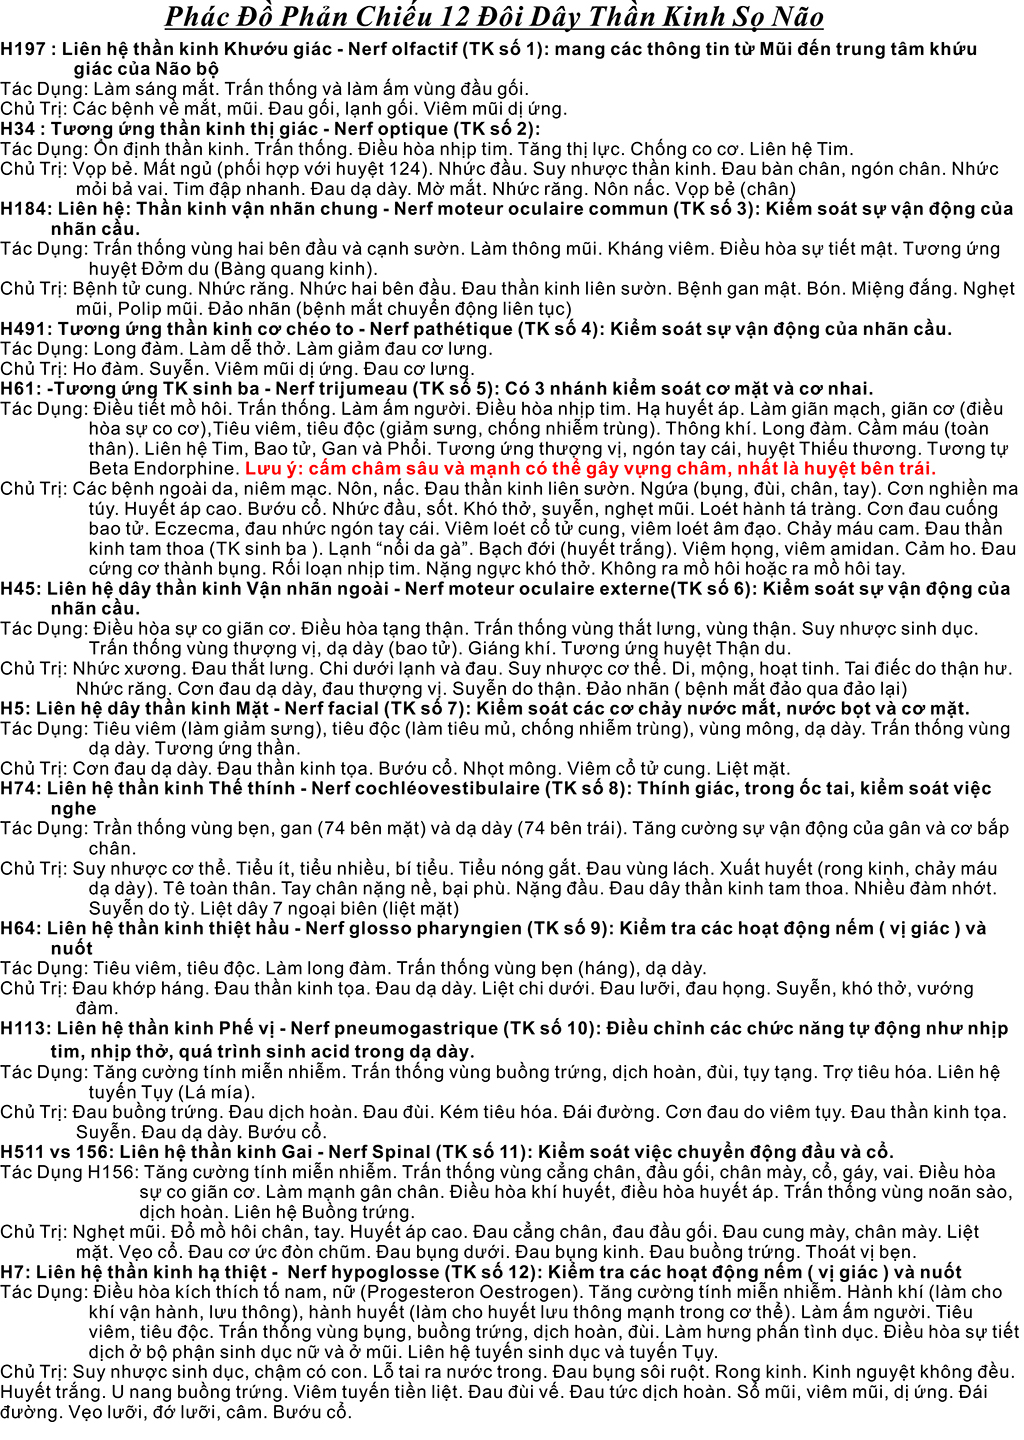 Phác Đồ Phản Chiếu 12 Đôi Dây Thần Kinh Sọ Não
H197 : Liên hệ thần kinh Khướu giác - Nerf olfactif (TK số 1): mang các thông tin từ Mũi đến trung tâm khứu
giác của Não bộ
Tác Dụng: Làm sáng mắt. Trấn thống và làm ấm vùng đầu gối.
Chủ Trị: Các bệnh về mắt, mũi. Đau gối, lạnh gối. Viêm mũi dị ứng.
H34 : Tương ứng thần kinh thị giác - Nerf optique (TK số 2):
Tác Dụng: Ổn định thần kinh. Trấn thống. Điều hòa nhịp tim. Tăng thị lực. Chống co cơ. Liên hệ Tim.
Chủ Trị: Vọp bẻ. Mất ngủ (phối hợp với huyệt 124). Nhức đầu. Suy nhược thần kinh. Đau bàn chân, ngón chân. Nhức
mỏi bả vai. Tim đập nhanh. Đau dạ dày. Mờ mắt. Nhức răng. Nôn nấc. Vọp bẻ (chân)
H184: Liên hệ: Thần kinh vận nhãn chung - Nerf moteur oculaire commun (TK số 3): Kiểm soát sự vận động của
nhãn cầu.
Tác Dụng: Trấn thống vùng hai bên đầu và cạnh sườn. Làm thông mũi. Kháng viêm. Điều hòa sự tiết mật. Tương ứng
huyệt Đởm du (Bàng quang kinh).
Chủ Trị: Bệnh tử cung. Nhức răng. Nhức hai bên đầu. Đau thần kinh liên sườn. Bệnh gan mật. Bón. Miệng đắng. Nghẹt
mũi, Polip mũi. Đảo nhãn (bệnh mắt chuyển động liên tục)
H491: Tương ứng thần kinh cơ chéo to - Nerf pathétique (TK số 4): Kiểm soát sự vận động của nhãn cầu.
Tác Dụng: Long đàm. Làm dễ thở. Làm giảm đau cơ lưng.
Chủ Trị: Ho đàm. Suyễn. Viêm mũi dị ứng. Đau cơ lưng.
H61: -Tương ứng TK sinh ba - Nerf trijumeau (TK số 5): Có 3 nhánh kiểm soát cơ mặt và cơ nhai.
Tác Dụng: Điều tiết mồ hôi. Trấn thống. Làm ấm người. Điều hòa nhịp tim. Hạ huyết áp. Làm giãn mạch, giãn cơ (điều
hòa sự co cơ),Tiêu viêm, tiêu độc (giảm sưng, chống nhiễm trùng). Thông khí. Long đàm. Cầm máu (toàn
thân). Liên hệ Tim, Bao tử, Gan và Phổi. Tương ứng thượng vị, ngón tay cái, huyệt Thiếu thương. Tương tự
Beta Endorphine. Lưu ý: cấm châm sâu và mạnh có thể gây vựng châm, nhất là huyệt bên trái.
Chủ Trị: Các bệnh ngoài da, niêm mạc. Nôn, nấc. Đau thần kinh liên sườn. Ngứa (bụng, đùi, chân, tay). Cơn nghiền ma
túy. Huyết áp cao. Bướu cổ. Nhức đầu, sốt. Khó thở, suyễn, nghẹt mũi. Loét hành tá tràng. Cơn đau cuống
bao tử. Eczecma, đau nhức ngón tay cái. Viêm loét cổ tử cung, viêm loét âm đạo. Chảy máu cam. Đau thần
kinh tam thoa (TK sinh ba ). Lạnh “nổi da gà”. Bạch đới (huyết trắng). Viêm họng, viêm amidan. Cảm ho. Đau
cứng cơ thành bụng. Rối loạn nhịp tim. Nặng ngực khó thở. Không ra mồ hôi hoặc ra mồ hôi tay.
H45: Liên hệ dây thần kinh Vận nhãn ngoài - Nerf moteur oculaire externe(TK số 6): Kiểm soát sự vận động của
nhãn cầu.
Tác Dụng: Điều hòa sự co giãn cơ. Điều hòa tạng thận. Trấn thống vùng thắt lưng, vùng thận. Suy nhược sinh dục.
Trấn thống vùng thượng vị, dạ dày (bao tử). Giáng khí. Tương ứng huyệt Thận du.
Chủ Trị: Nhức xương. Đau thắt lưng. Chi dưới lạnh và đau. Suy nhược cơ thể. Di, mộng, hoạt tinh. Tai điếc do thận hư.
Nhức răng. Cơn đau dạ dày, đau thượng vị. Suyễn do thận. Đảo nhãn ( bệnh mắt đảo qua đảo lại)
H5: Liên hệ dây thần kinh Mặt - Nerf facial (TK số 7): Kiểm soát các cơ chảy nước mắt, nước bọt và cơ mặt.
Tác Dụng: Tiêu viêm (làm giảm sưng), tiêu độc (làm tiêu mủ, chống nhiễm trùng), vùng mông, dạ dày. Trấn thống vùng
dạ dày. Tương ứng thần.
Chủ Trị: Cơn đau dạ dày. Đau thần kinh tọa. Bướu cổ. Nhọt mông. Viêm cổ tử cung. Liệt mặt.
H74: Liên hệ thần kinh Thế thính - Nerf cochléovestibulaire (TK số 8): Thính giác, trong ốc tai, kiểm soát việc
nghe
Tác Dụng: Trần thống vùng bẹn, gan (74 bên mặt) và dạ dày (74 bên trái). Tăng cường sự vận động của gân và cơ bắp
chân.
Chủ Trị: Suy nhược cơ thể. Tiểu ít, tiểu nhiều, bí tiểu. Tiểu nóng gắt. Đau vùng lách. Xuất huyết (rong kinh, chảy máu
dạ dày). Tê toàn thân. Tay chân nặng nề, bại phù. Nặng đầu. Đau dây thần kinh tam thoa. Nhiều đàm nhớt.
Suyễn do tỳ. Liệt dây 7 ngoại biên (liệt mặt)
H64: Liên hệ thần kinh thiệt hầu - Nerf glosso pharyngien (TK số 9): Kiểm tra các hoạt động nếm ( vị giác ) và
nuốt
Tác Dụng: Tiêu viêm, tiêu độc. Làm long đàm. Trấn thống vùng bẹn (háng), dạ dày.
Chủ Trị: Đau khớp háng. Đau thần kinh tọa. Đau dạ dày. Liệt chi dưới. Đau lưỡi, đau họng. Suyễn, khó thở, vướng
đàm.
H113: Liên hệ thần kinh Phế vị - Nerf pneumogastrique (TK số 10): Điều chỉnh các chức năng tự động như nhịp
tim, nhịp thở, quá trình sinh acid trong dạ dày.
Tác Dụng: Tăng cường tính miễn nhiễm. Trấn thống vùng buồng trứng, dịch hoàn, đùi, tụy tạng. Trợ tiêu hóa. Liên hệ
tuyến Tụy (Lá mía).
Chủ Trị: Đau buồng trứng. Đau dịch hoàn. Đau đùi. Kém tiêu hóa. Đái đường. Cơn đau do viêm tụy. Đau thần kinh tọa.
Suyễn. Đau dạ dày. Bướu cổ.
H511 vs 156: Liên hệ thần kinh Gai - Nerf Spinal (TK số 11): Kiểm soát việc chuyển động đầu và cổ.
Tác Dụng H156: Tăng cường tính miễn nhiễm. Trấn thống vùng cẳng chân, đầu gối, chân mày, cổ, gáy, vai. Điều hòa
sự co giãn cơ. Làm mạnh gân chân. Điều hòa khí huyết, điều hòa huyết áp. Trấn thống vùng noãn sào,
dịch hoàn. Liên hệ Buồng trứng.
Chủ Trị: Nghẹt mũi. Đổ mồ hôi chân, tay. Huyết áp cao. Đau cẳng chân, đau đầu gối. Đau cung mày, chân mày. Liệt
mặt. Vẹo cổ. Đau cơ ức đòn chũm. Đau bụng dưới. Đau bụng kinh. Đau buồng trứng. Thoát vị bẹn.
H7: Liên hệ thần kinh hạ thiệt - Nerf hypoglosse (TK số 12): Kiểm tra các hoạt động nếm ( vị giác ) và nuốt
Tác Dụng: Điều hòa kích thích tố nam, nữ (Progesteron Oestrogen). Tăng cường tính miễn nhiễm. Hành khí (làm cho
khí vận hành, lưu thông), hành huyết (làm cho huyết lưu thông mạnh trong cơ thể). Làm ấm người. Tiêu
viêm, tiêu độc. Trấn thống vùng bụng, buồng trứng, dịch hoàn, đùi. Làm hưng phấn tình dục. Điều hòa sự tiết
dịch ở bộ phận sinh dục nữ và ở mũi. Liên hệ tuyến sinh dục và tuyến Tụy.
Chủ Trị: Suy nhược sinh dục, chậm có con. Lỗ tai ra nước trong. Đau bụng sôi ruột. Rong kinh. Kinh nguyệt không đều.
Huyết trắng. U nang buồng trứng. Viêm tuyến tiền liệt. Đau đùi vế. Đau tức dịch hoàn. Sổ mũi, viêm mũi, dị ứng. Đái
đường. Vẹo lưỡi, đớ lưỡi, câm. Bướu cổ.